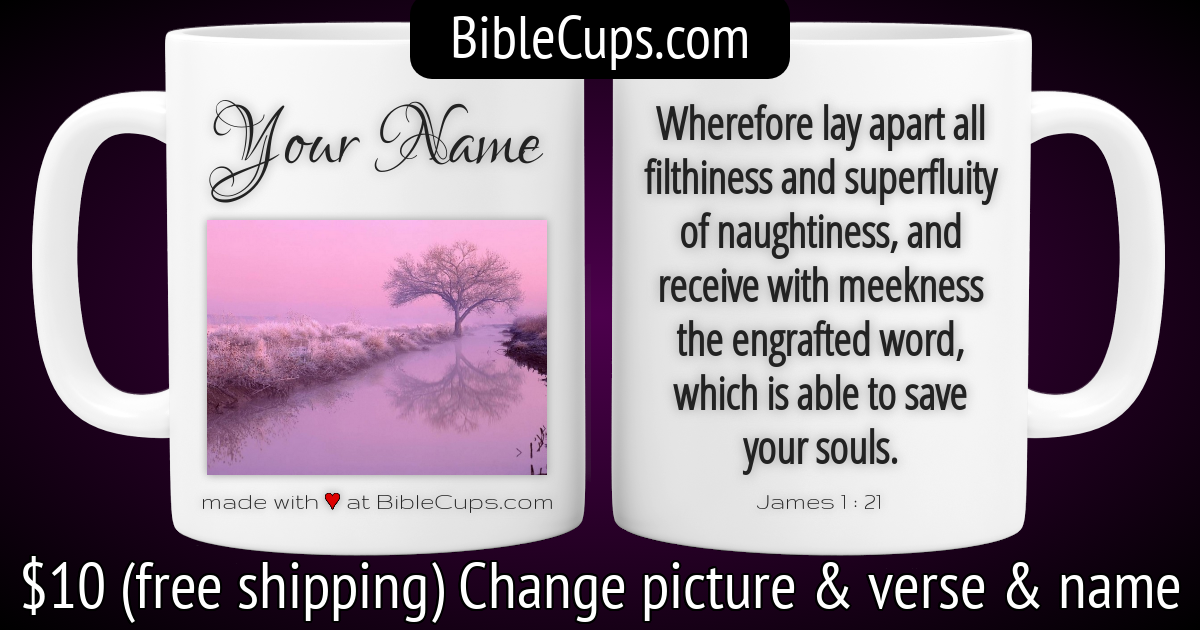 BibleCups.com
Your Name
made with ♥ at BibleCups.com
Wherefore lay apart all
filthiness and superfluity
of naughtiness, and
receive with meekness
the engrafted word,
which is able to save
your souls.
James 1 : 21
$10 (free shipping) Change picture & verse & name